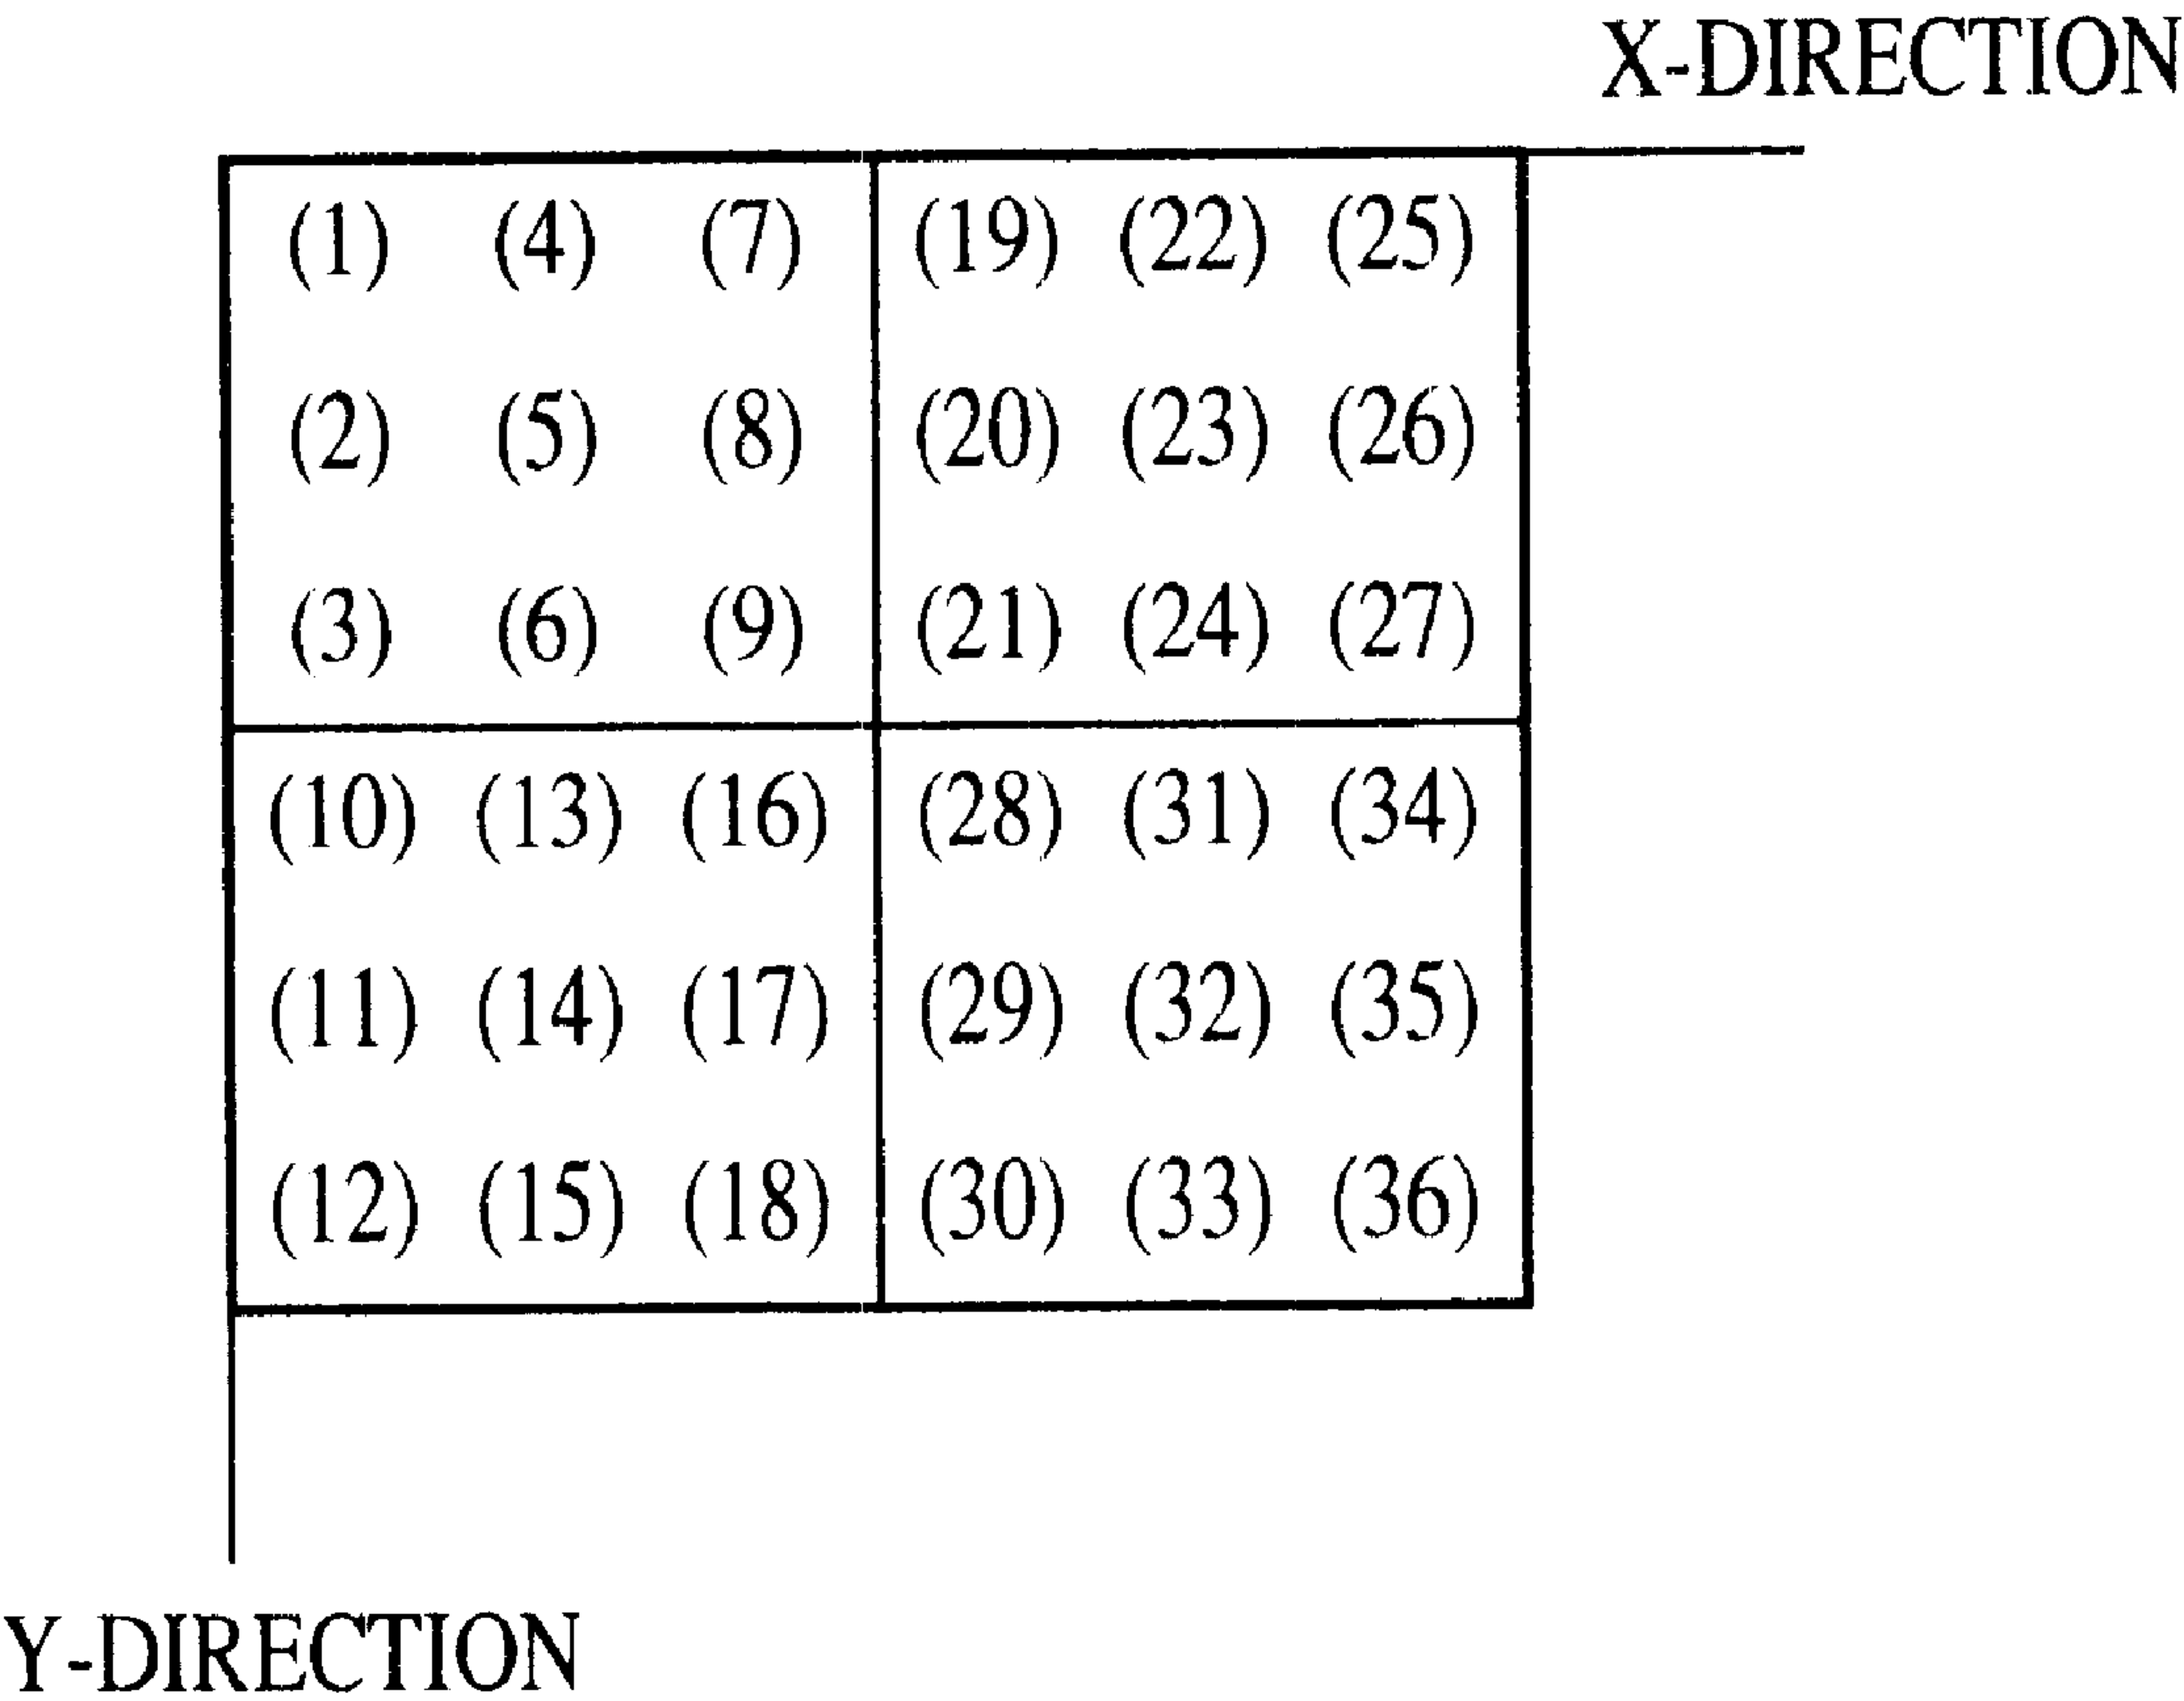 X-DIRECTION
(1) (4) (7) (19) (22) (25)
(2) (5) (8) (20) (23) (26)
(3) (6) (9) (21) (24) (27)
(10) (13) (16) (28) (31) (34)
(11) (14) (17) (29) (32) (35)
(12) (15) (18) (30) (33) (36)
Y-DIRECTION